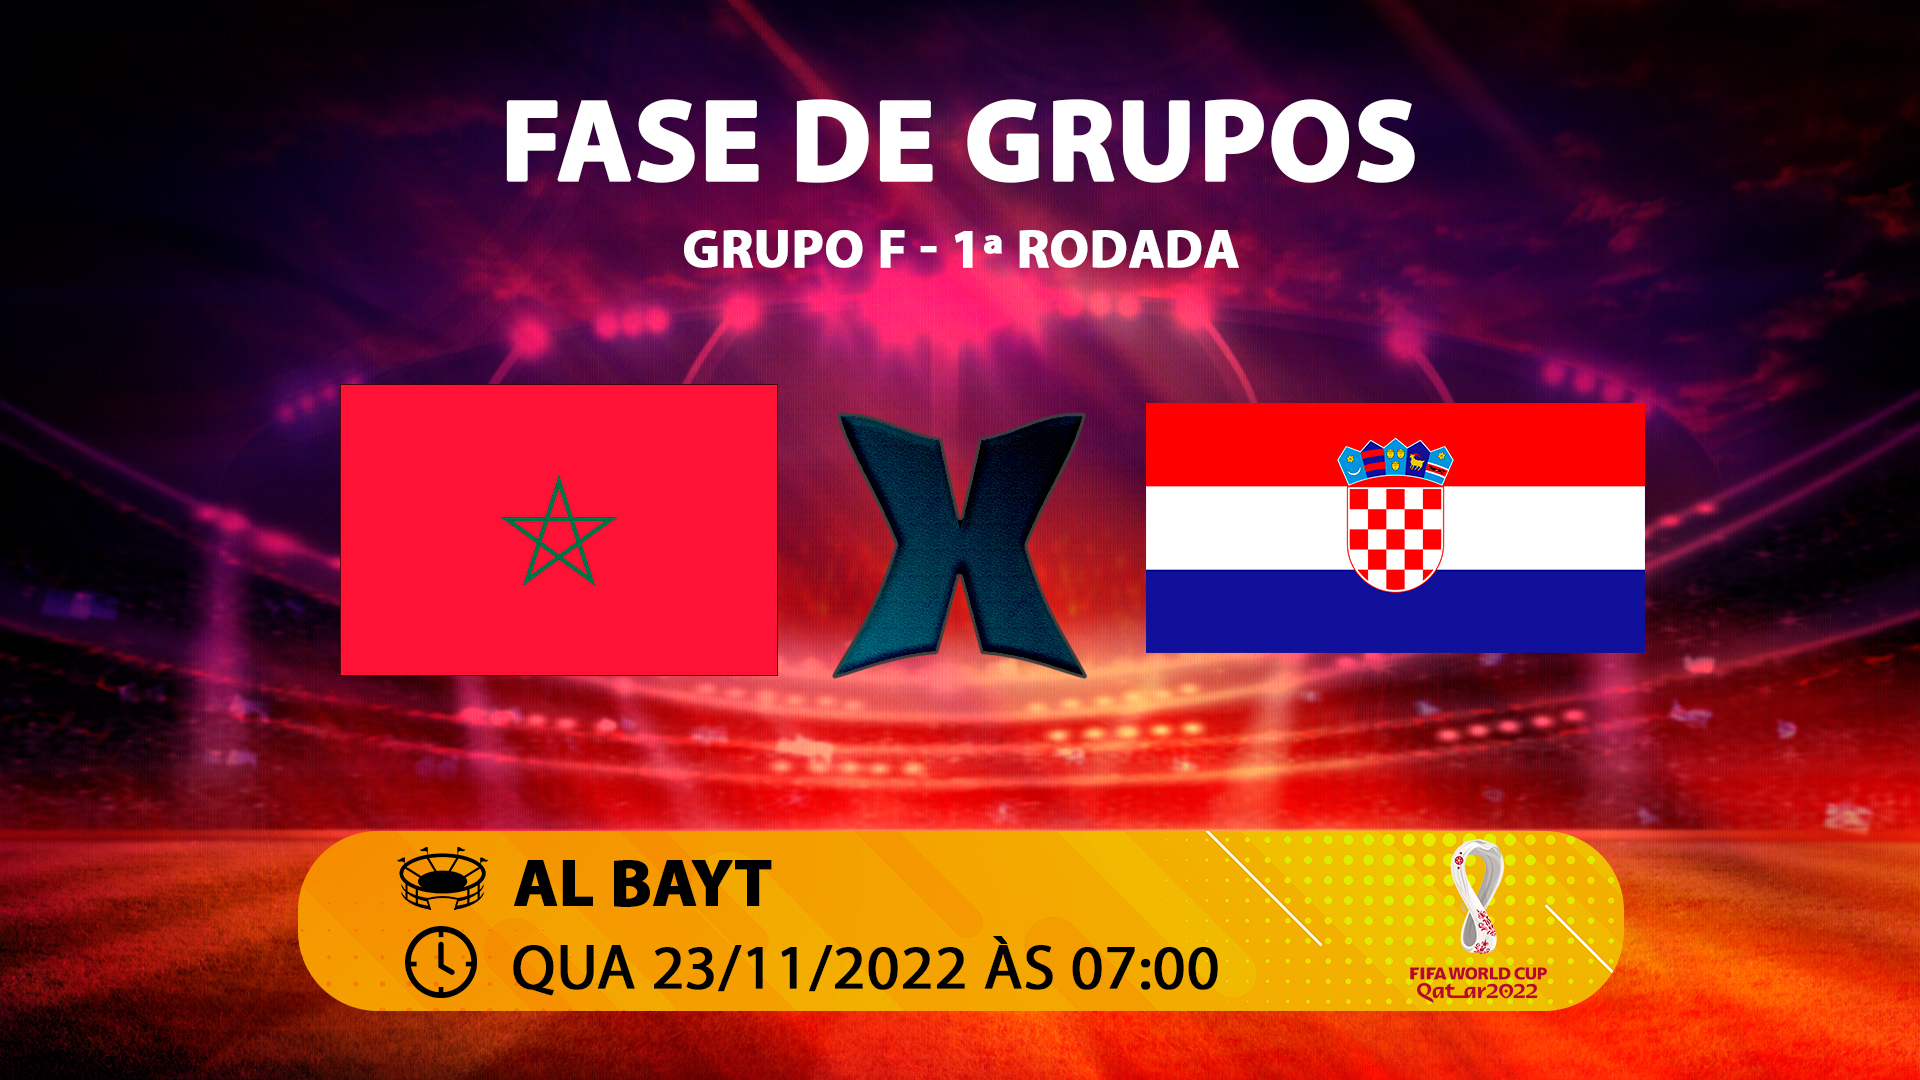 FASE DE GRUPOS
GRUPO F - 1ª RODADA
X
AL BAYT
QUA 23/11/2022 ÀS 07:00
FIFA WORLD CUP
Qatar2022